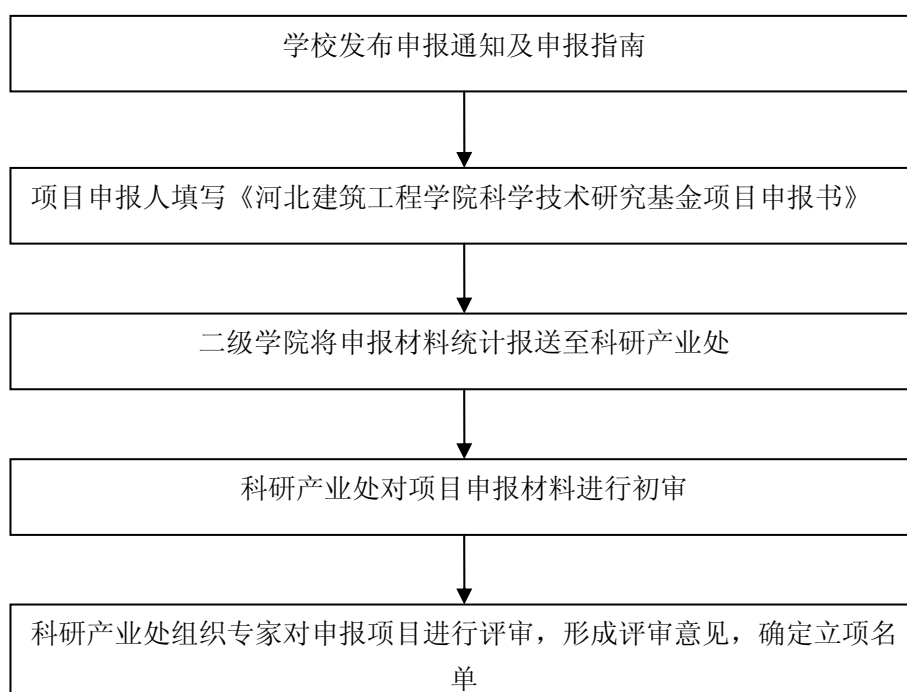 学校发布申报通知及申报指南
项目申报人填写《河北建筑工程学院科学技术研究基金项目申报书》
二级学院将申报材料统计报送至科研产业处
科研产业处对项目申报材料进行初审
科研产业处组织专家对申报项目进行评审，形成评审意见，确定立项名
单